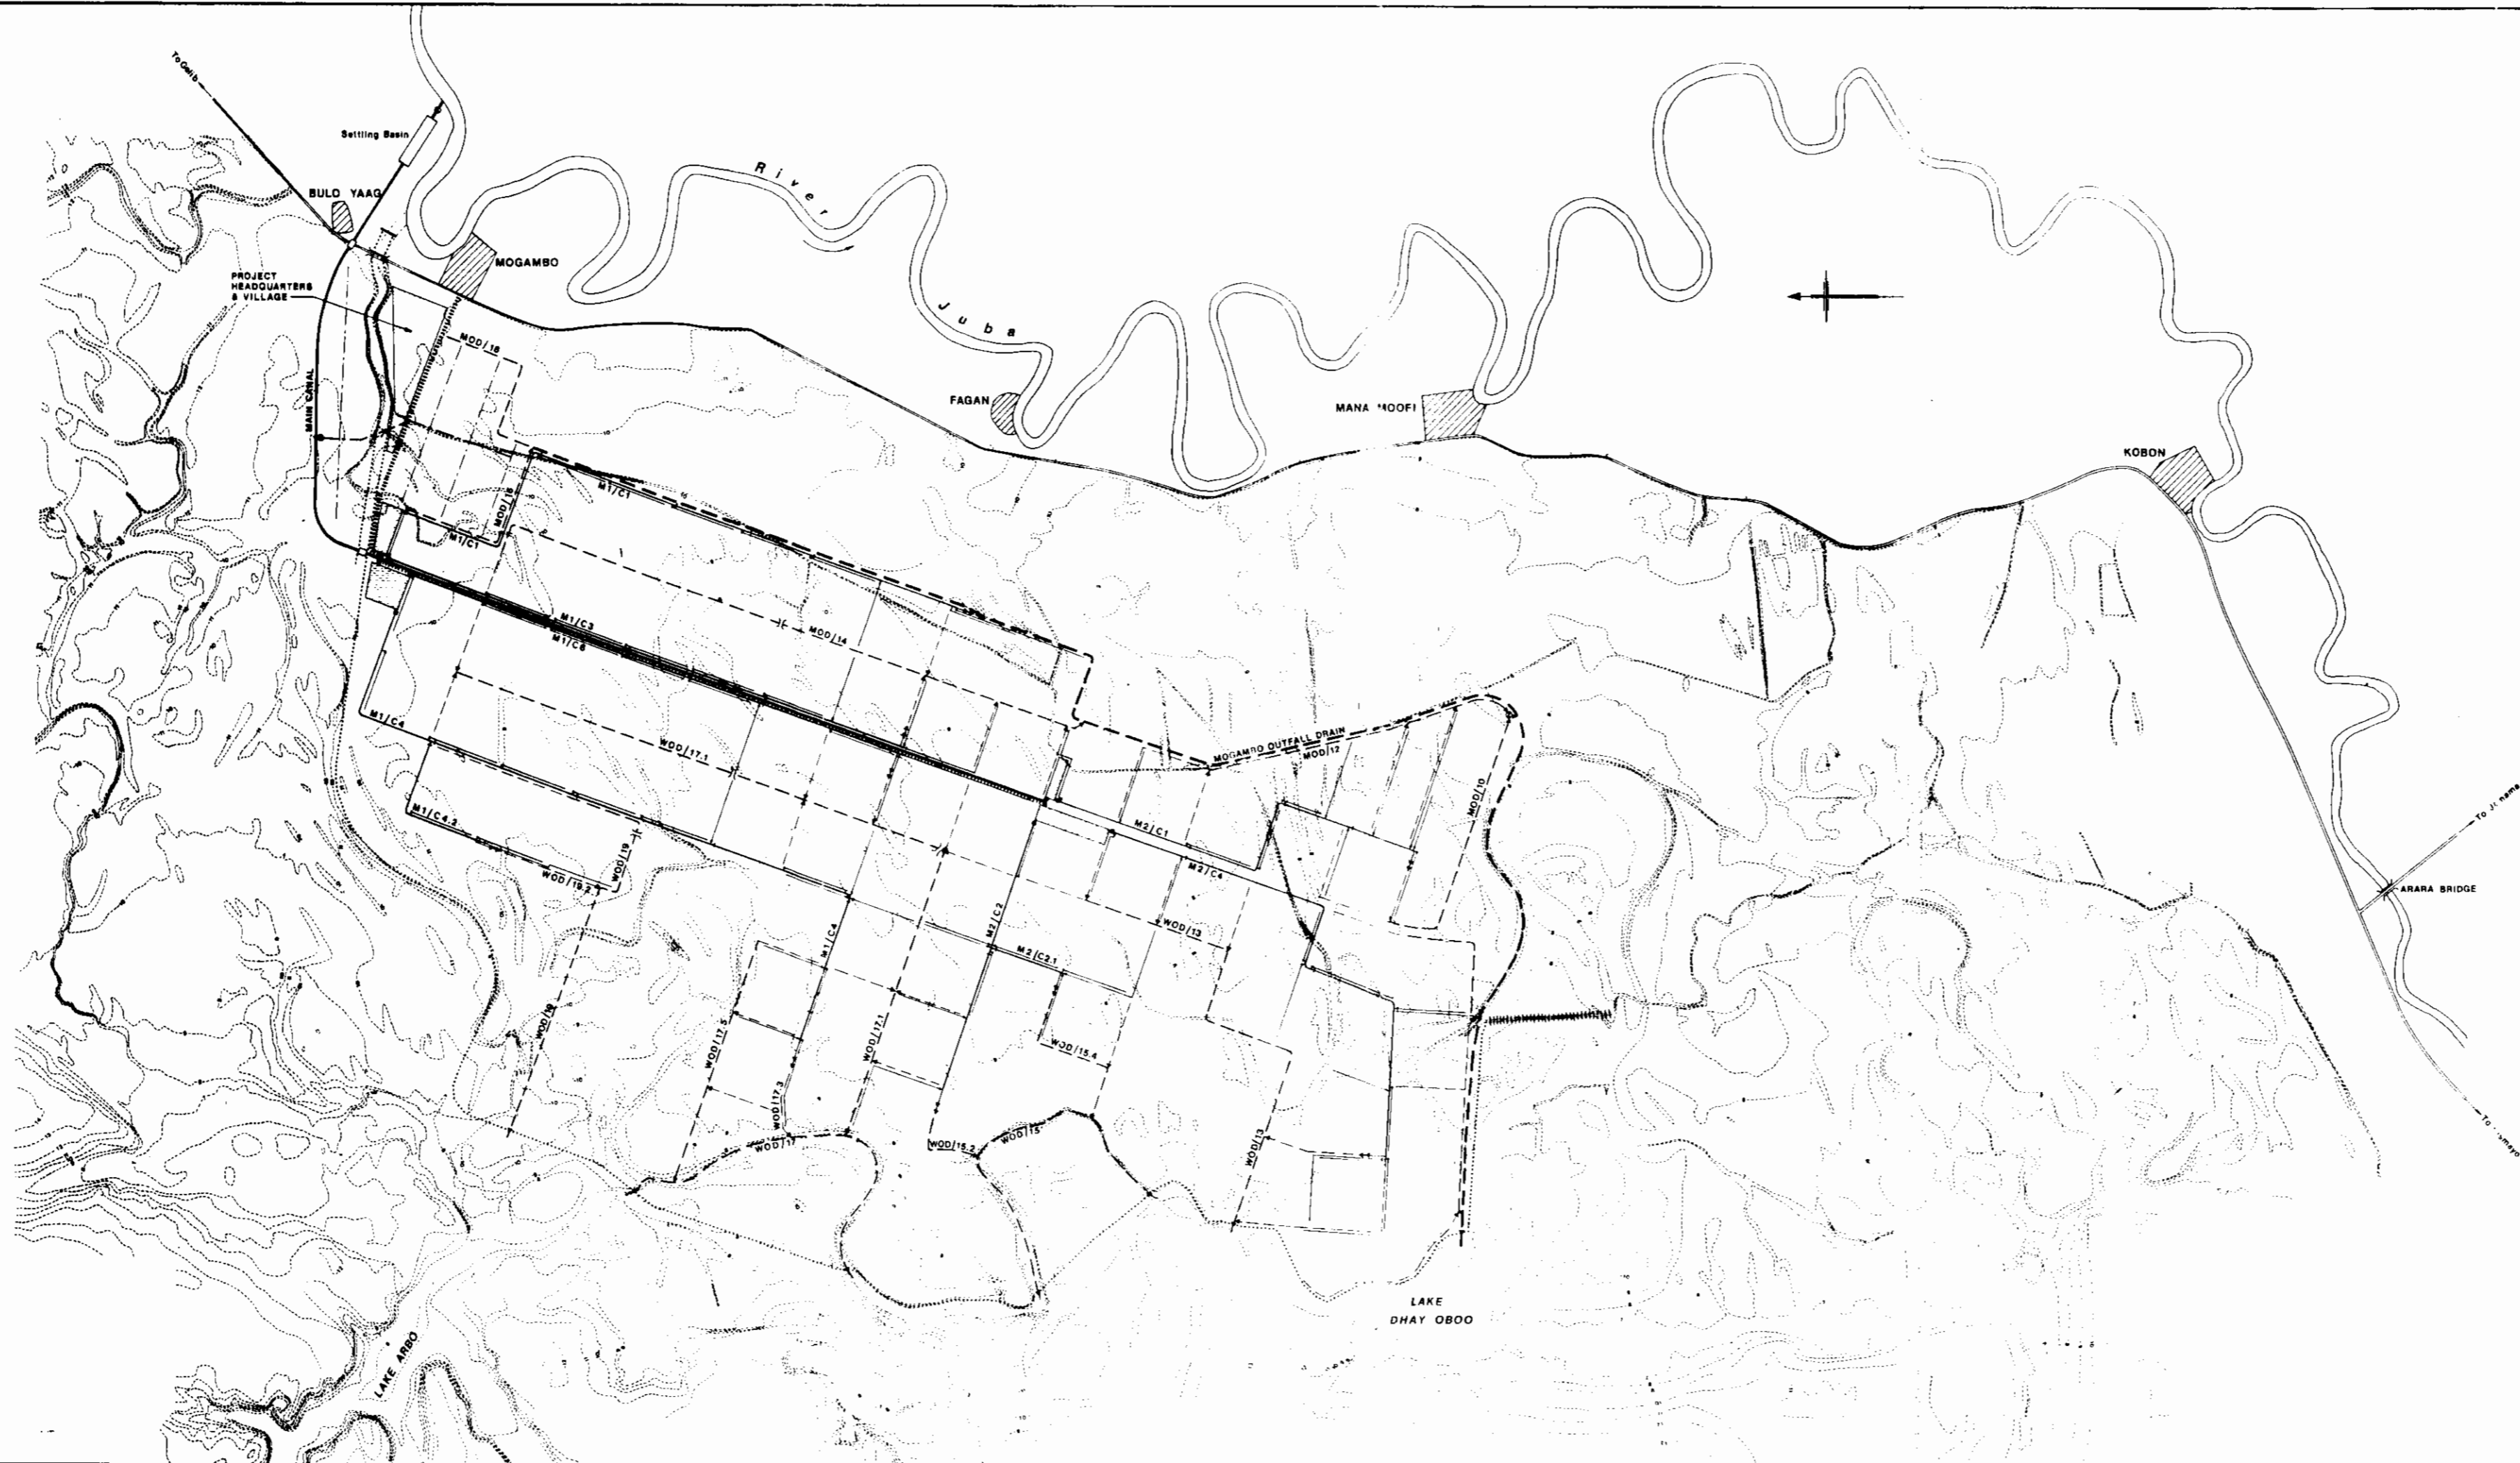 To Gelib
Settling Basin
BULO YAAG
River
MOGAMBO
PROJECT
HEADQUARTERS
& VILLAGE
Juba
MOD/16
MAIN CANAL
FAGAN
MANA
KOBON
M1/C1
MOD/15
M1/C1
M1/C3
M1/C5
MOD/14
M1/C4
WOD/17.1
MOGAMBO OUTFALL DRAIN
MOD/12
MOD/10
M1/C4.2
M2/C1
M2/C4
WOD/19
WOD/19.2
ARARA BRIDGE
M2/C2
WOD/13
M1/C4
M2/C2.1
WOD/19
WOD/17.5
WOD/17.1
WOD/15.4
WOD/17.3
WOD/17
WOD/15.2
WOD/15
WOD/13
LAKE
DHAY OBOO
LAKE ARBO